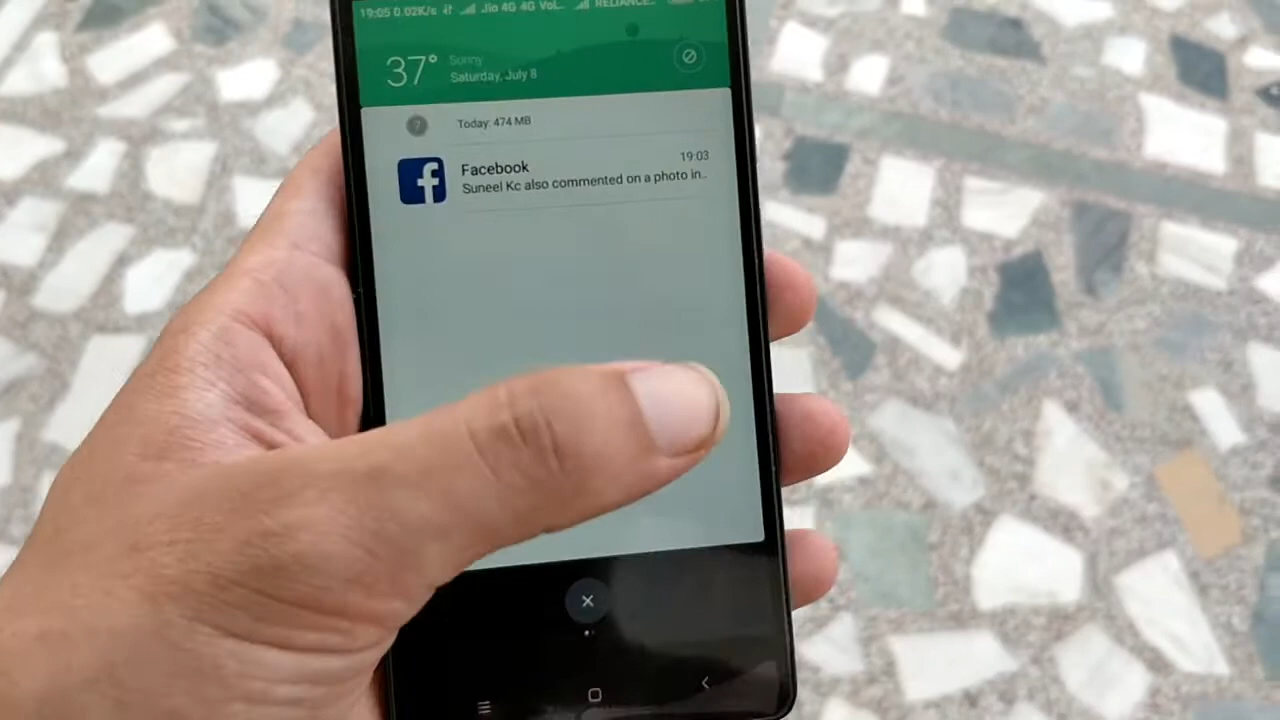 19:05 0.02K/s Jio 4G 4G VoL.. RELIANCE..
37° Sunny
Saturday, July 8
? Today: 474 MB
Facebook 19:03
f Suneel Kc also commented on a photo in..